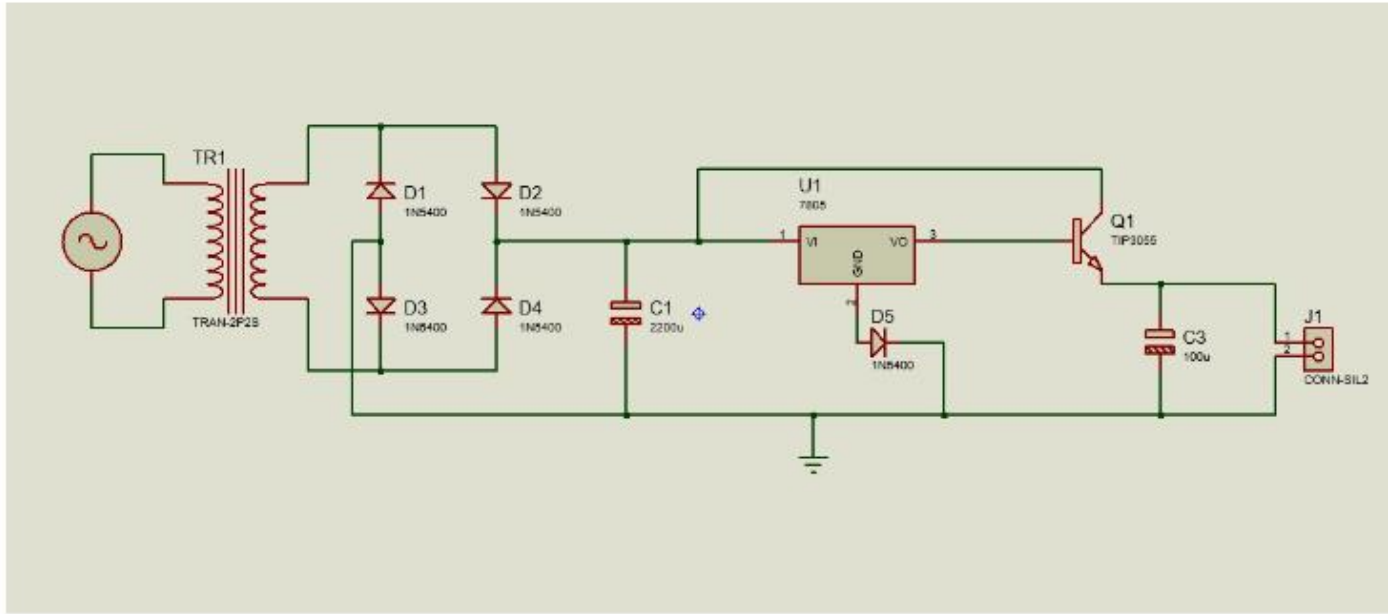 TR1
TRAN-2P2S
D1
1N5400
D2
1N5400
D3
1N5400
D4
1N5400
C1
2200u
U1
7805
1
VI
VO
3
GND
2
D5
1N5400
Q1
TIP3055
C3
100u
J1
1
2
CONN-SIL2